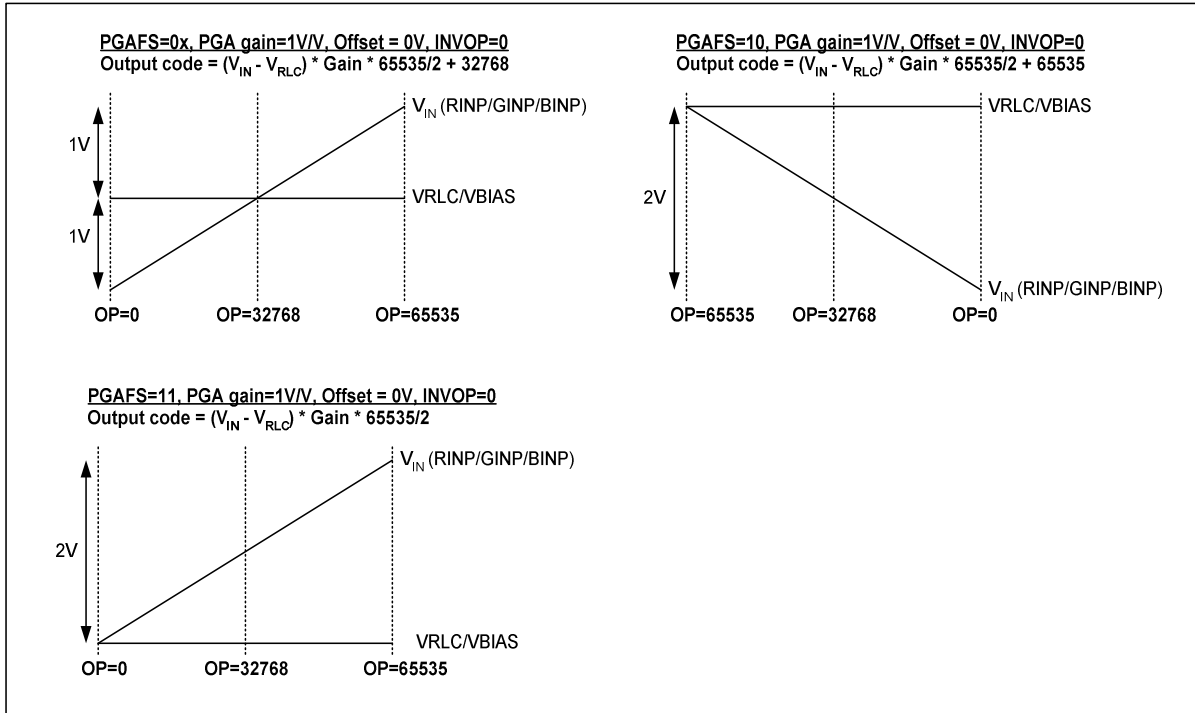 PGAFS=0x, PGA gain=1V/V, Offset = 0V, INVOP=0
Output code = (VIN - VRLC) * Gain * 65535/2 + 32768
VIN (RINP/GINP/BINP)
1V
VRLC/VBIAS
1V
OP=0 OP=32768 OP=65535
PGAFS=10, PGA gain=1V/V, Offset = 0V, INVOP=0
Output code = (VIN - VRLC) * Gain * 65535/2 + 65535
VRLC/VBIAS
2V
VIN (RINP/GINP/BINP)
OP=65535 OP=32768 OP=0
PGAFS=11, PGA gain=1V/V, Offset = 0V, INVOP=0
Output code = (VIN - VRLC) * Gain * 65535/2
VIN (RINP/GINP/BINP)
2V
VRLC/VBIAS
OP=0 OP=32768 OP=65535